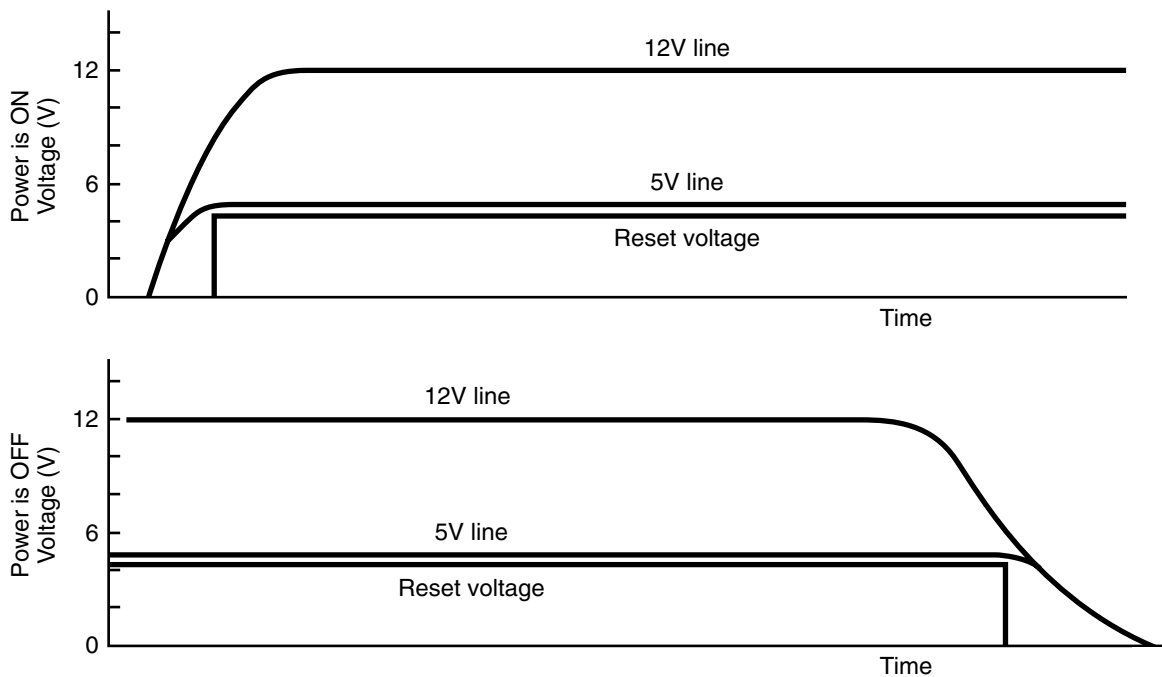 Power is ON
Voltage (V)
12
6
0
12V line
5V line
Reset voltage
Time
Power is OFF
Voltage (V)
12
6
0
12V line
5V line
Reset voltage
Time